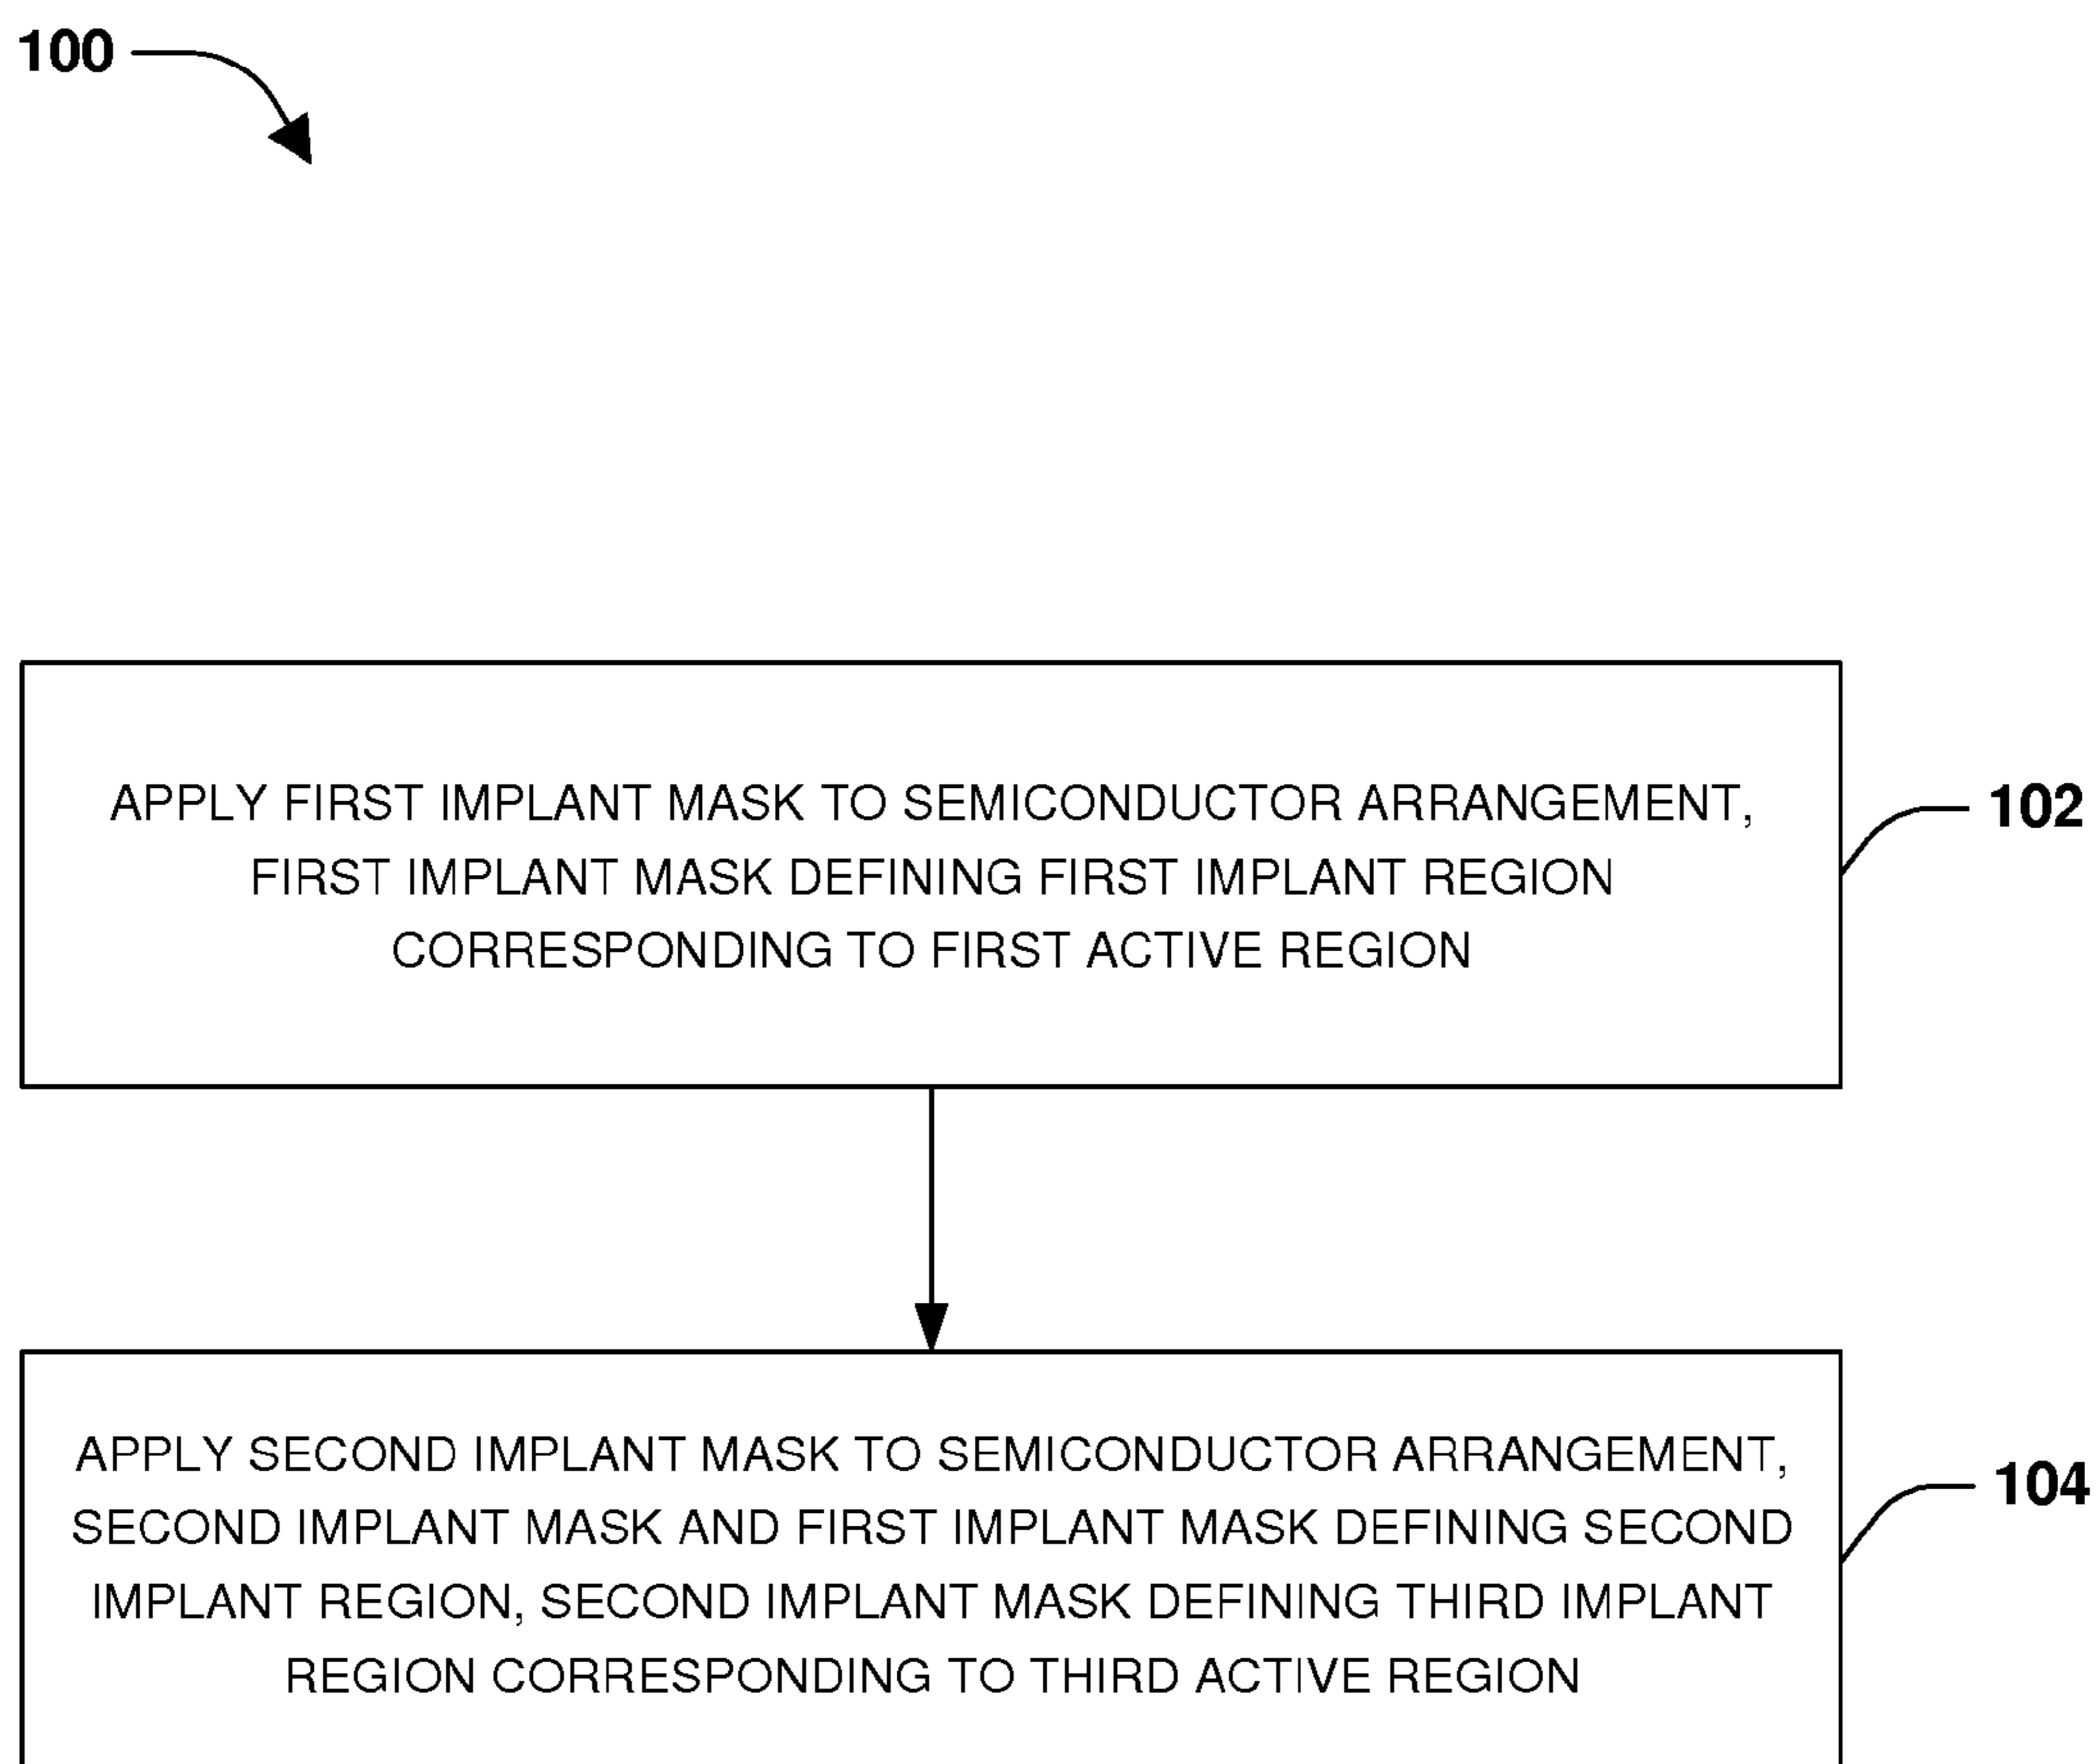 100
APPLY FIRST IMPLANT MASK TO SEMICONDUCTOR ARRANGEMENT,
FIRST IMPLANT MASK DEFINING FIRST IMPLANT REGION
CORRESPONDING TO FIRST ACTIVE REGION
102
APPLY SECOND IMPLANT MASK TO SEMICONDUCTOR ARRANGEMENT,
SECOND IMPLANT MASK AND FIRST IMPLANT MASK DEFINING SECOND
IMPLANT REGION, SECOND IMPLANT MASK DEFINING THIRD IMPLANT
REGION CORRESPONDING TO THIRD ACTIVE REGION
104